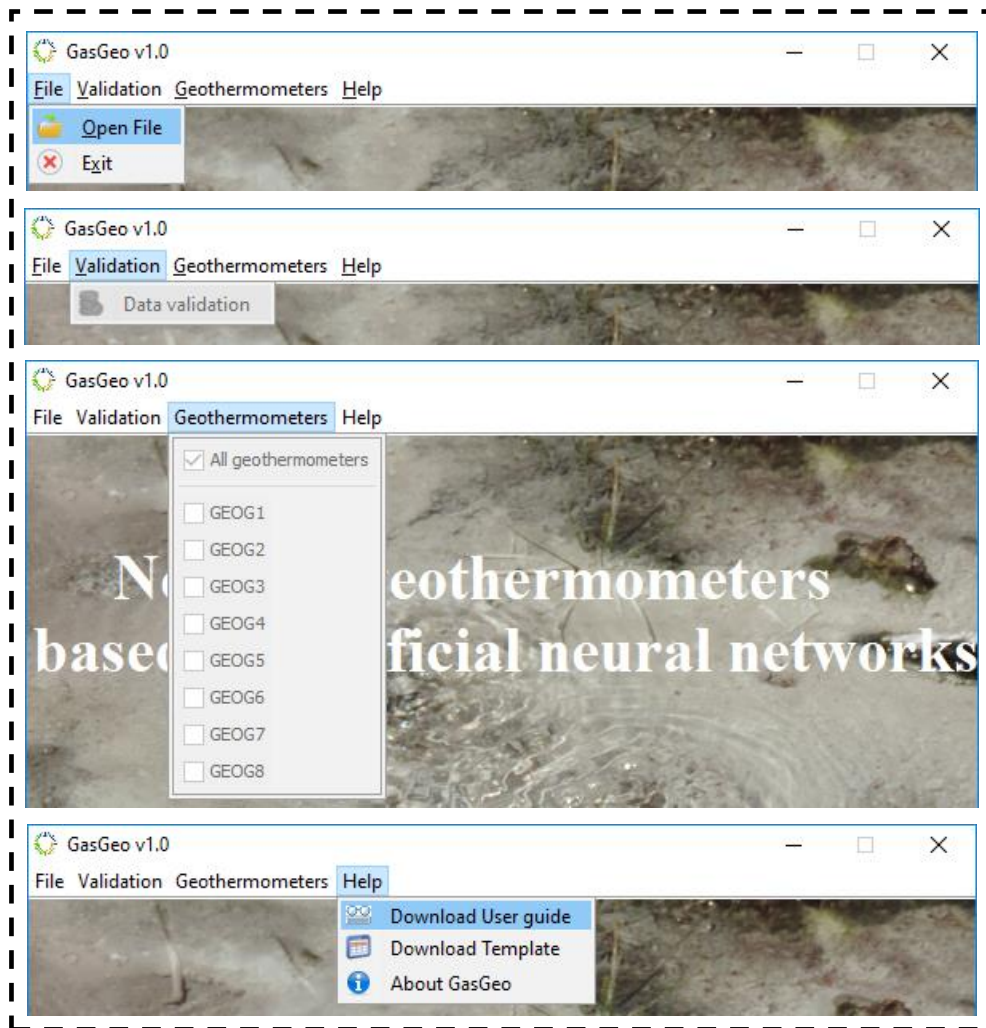 GasGeo v1.0
File Validation Geothermometers Help
Open File
Exit
GasGeo v1.0
File Validation Geothermometers Help
Data validation
GasGeo v1.0
File Validation Geothermometers Help
All geothermometers
GEOG1
GEOG2
GEOG3
GEOG4
GEOG5
GEOG6
GEOG7
GEOG8
eothermometers
based ficial neural networks
GasGeo v1.0
File Validation Geothermometers Help
Download User guide
Download Template
About GasGeo